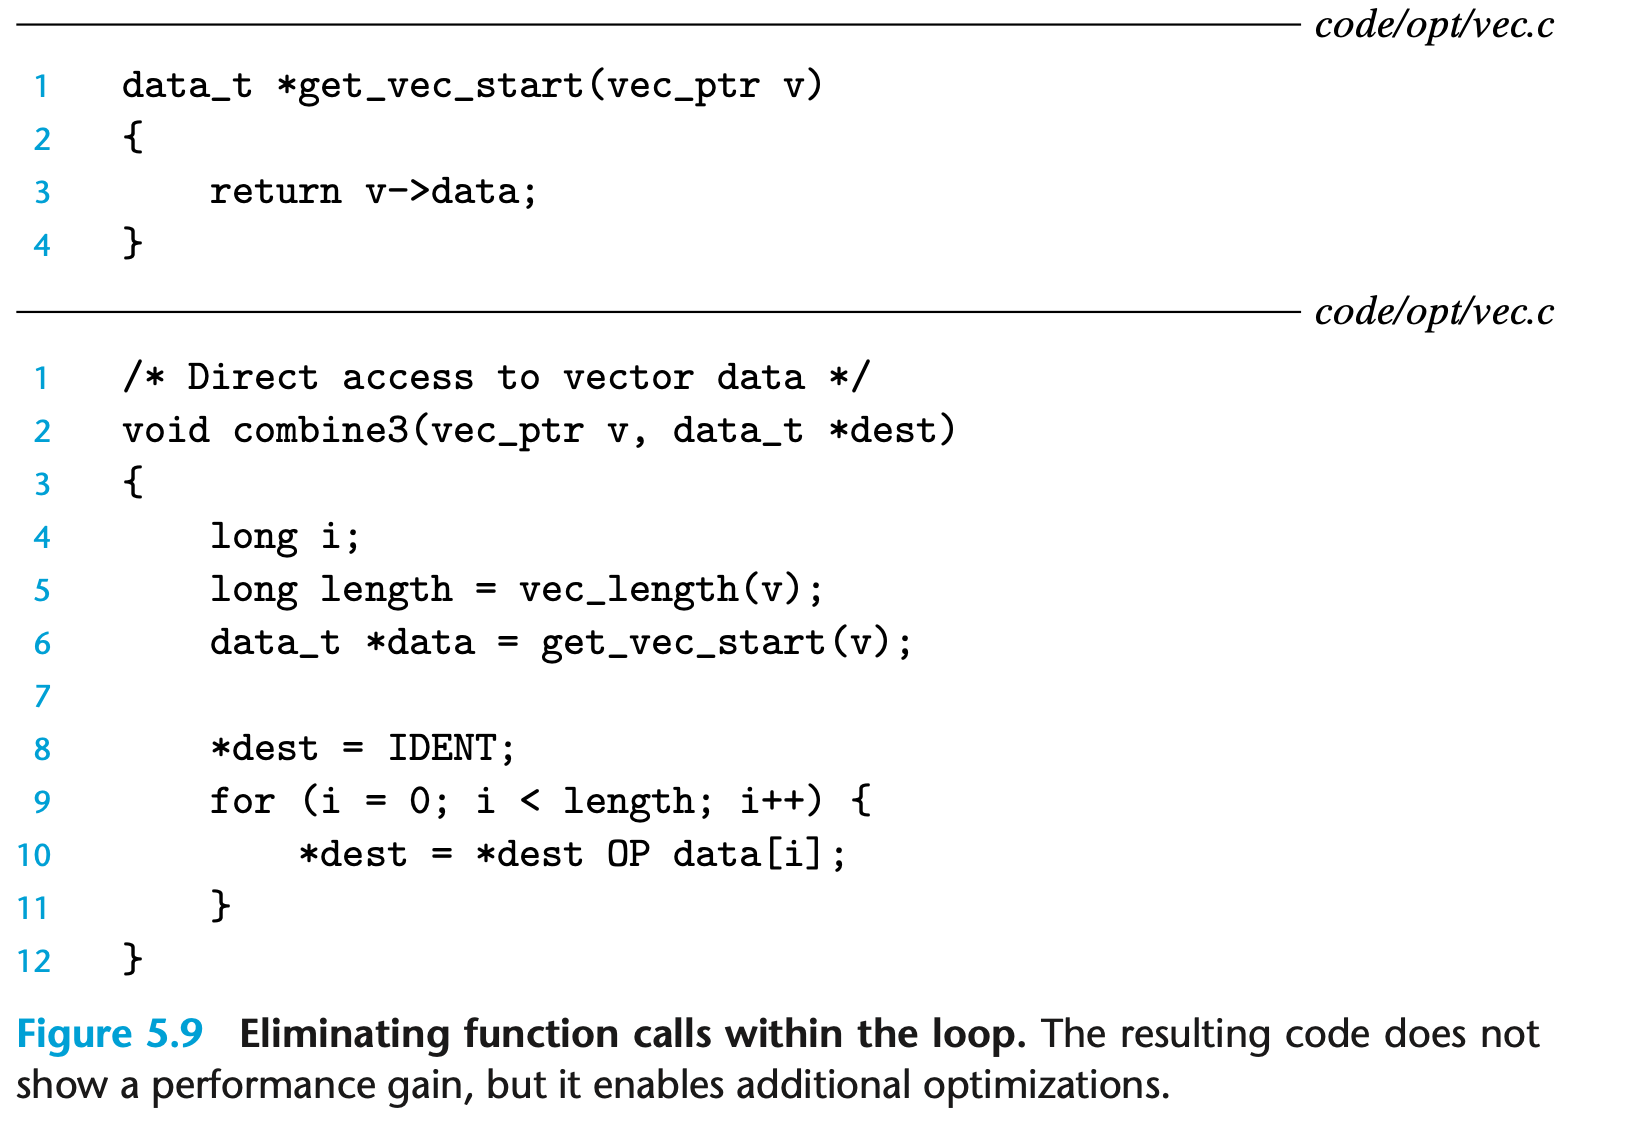 code/opt/vec.c
1 data_t *get_vec_start(vec_ptr v)
2 {
3     return v->data;
4 }
code/opt/vec.c
1 /* Direct access to vector data */
2 void combine3(vec_ptr v, data_t *dest)
3 {
4     long i;
5     long length = vec_length(v);
6     data_t *data = get_vec_start(v);
7
8     *dest = IDENT;
9     for (i = 0; i < length; i++) {
10         *dest = *dest OP data[i];
11     }
12 }
Figure 5.9 Eliminating function calls within the loop. The resulting code does not
show a performance gain, but it enables additional optimizations.